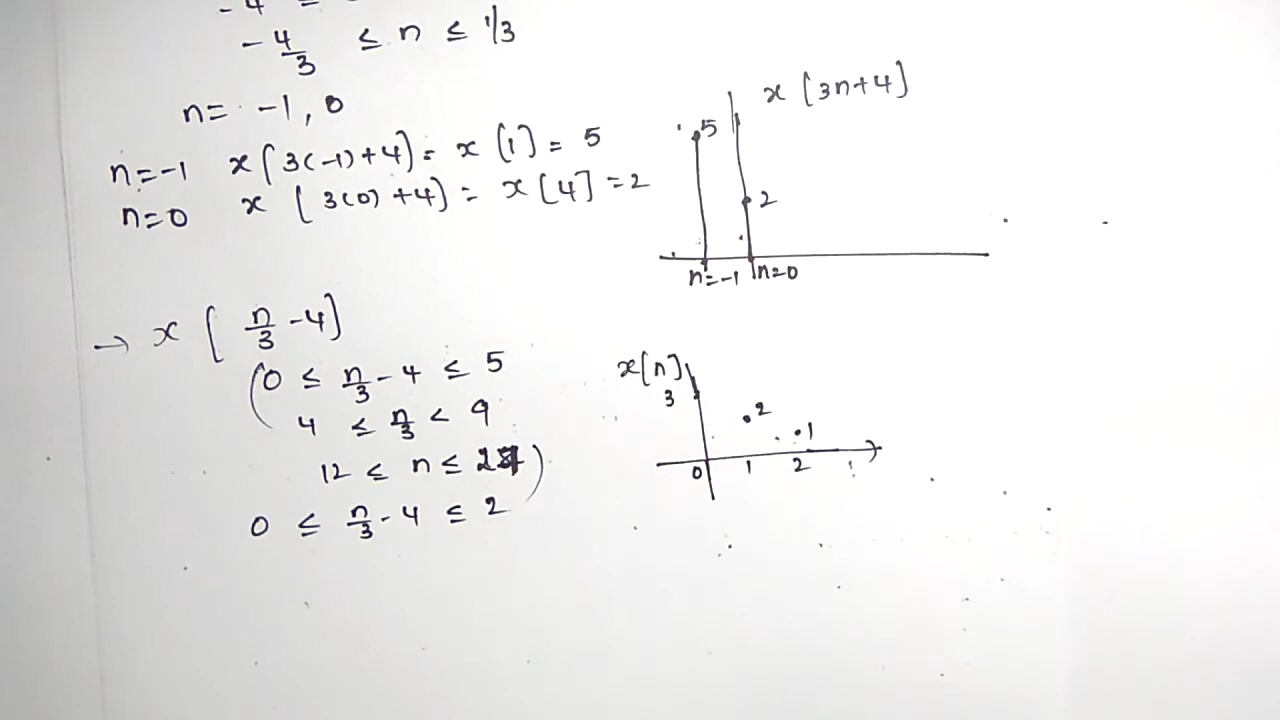 - 4/3 ≤ n ≤ 1/3
n = -1, 0
n=-1 x[3(-1)+4] = x[1] = 5
n=0 x[3(0)+4] = x[4] = 2
x[3n+4]
5
2
n=-1 n=0
→ x[n/3 -4]
(0 ≤ n/3 - 4 ≤ 5
4 ≤ n/3 < 9
12 ≤ n ≤ )
0 ≤ n/3 - 4 ≤ 2
x[n]
3
2
1
0 1 2